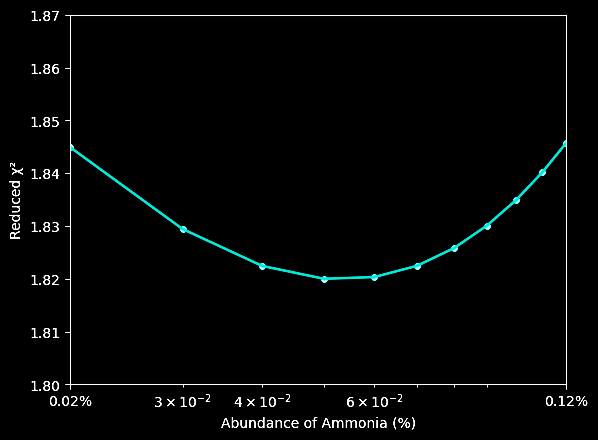 1.87
1.86
1.85
1.84
1.83
1.82
1.81
1.80
Reduced χ²
0.02%
3 × 10⁻²
4 × 10⁻²
6 × 10⁻²
0.12%
Abundance of Ammonia (%)